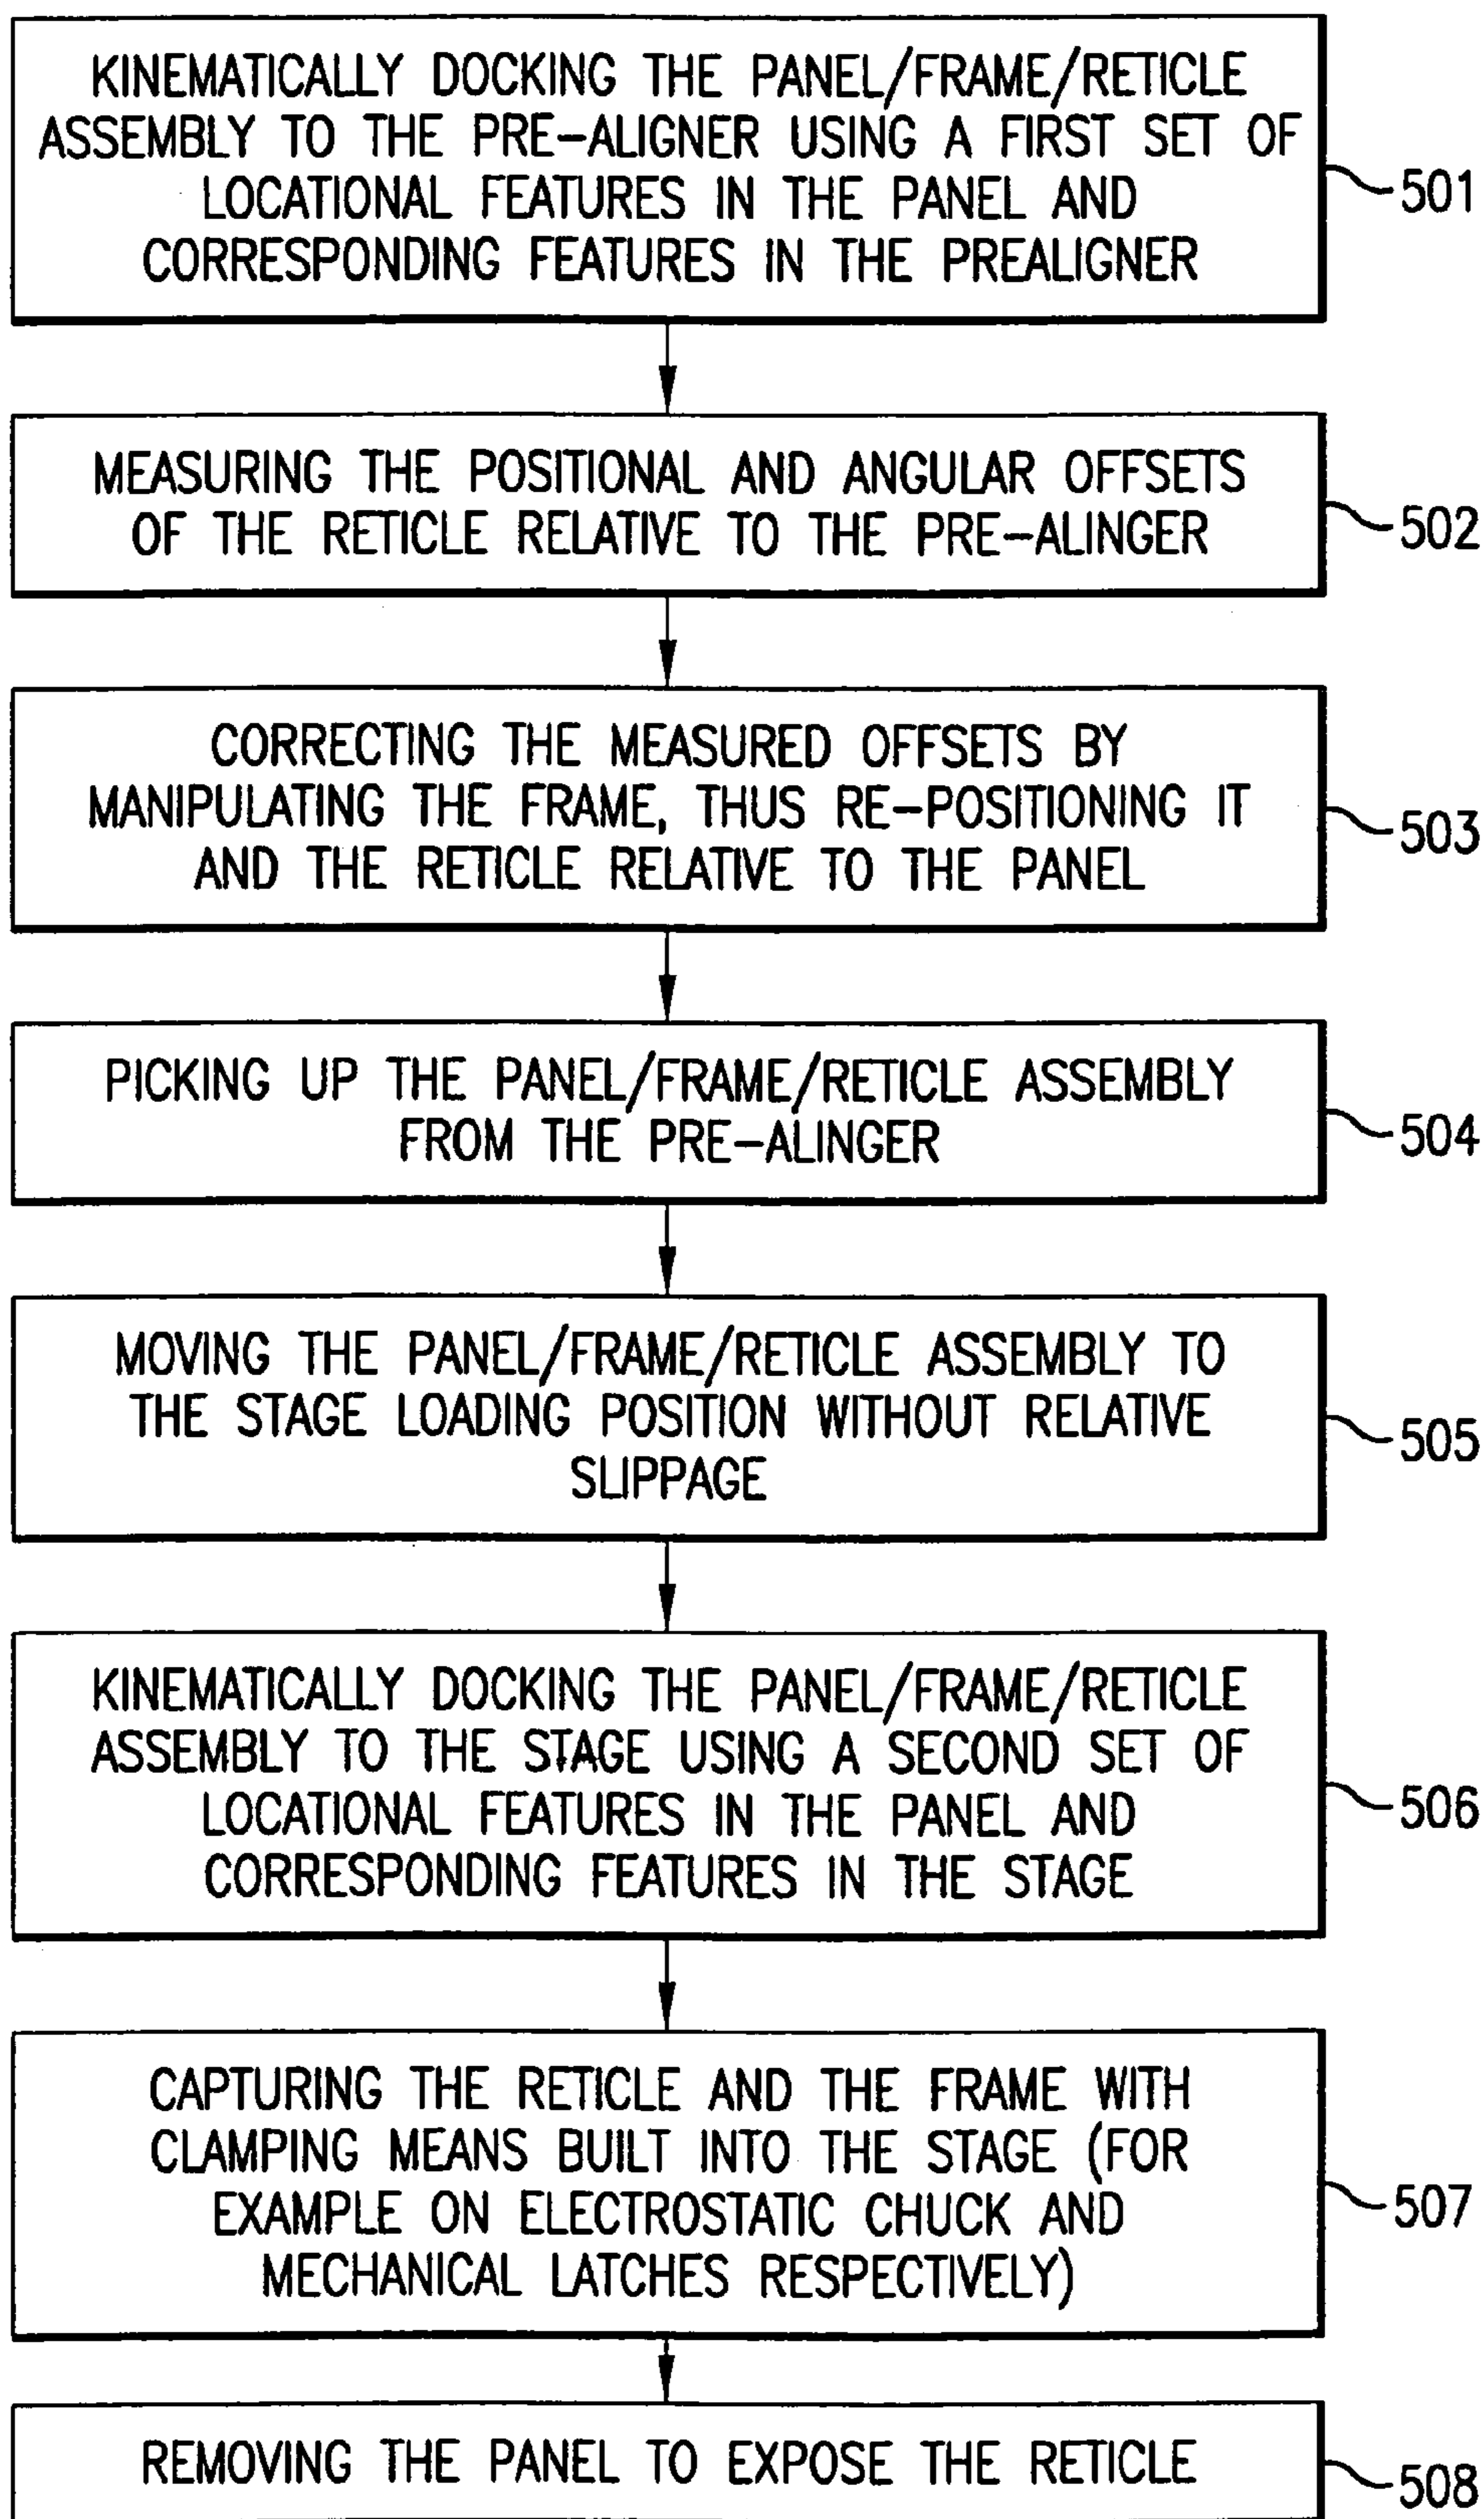 KINEMATICALLY DOCKING THE PANEL/FRAME/RETICLE
ASSEMBLY TO THE PRE-ALIGNER USING A FIRST SET OF
LOCATIONAL FEATURES IN THE PANEL AND
CORRESPONDING FEATURES IN THE PREALIGNER
501
MEASURING THE POSITIONAL AND ANGULAR OFFSETS
OF THE RETICLE RELATIVE TO THE PRE-ALINGER
502
CORRECTING THE MEASURED OFFSETS BY
MANIPULATING THE FRAME, THUS RE-POSITIONING IT
AND THE RETICLE RELATIVE TO THE PANEL
503
PICKING UP THE PANEL/FRAME/RETICLE ASSEMBLY
FROM THE PRE-ALINGER
504
MOVING THE PANEL/FRAME/RETICLE ASSEMBLY TO
THE STAGE LOADING POSITION WITHOUT RELATIVE
SLIPPAGE
505
KINEMATICALLY DOCKING THE PANEL/FRAME/RETICLE
ASSEMBLY TO THE STAGE USING A SECOND SET OF
LOCATIONAL FEATURES IN THE PANEL AND
CORRESPONDING FEATURES IN THE STAGE
506
CAPTURING THE RETICLE AND THE FRAME WITH
CLAMPING MEANS BUILT INTO THE STAGE (FOR
EXAMPLE ON ELECTROSTATIC CHUCK AND
MECHANICAL LATCHES RESPECTIVELY)
507
REMOVING THE PANEL TO EXPOSE THE RETICLE
508